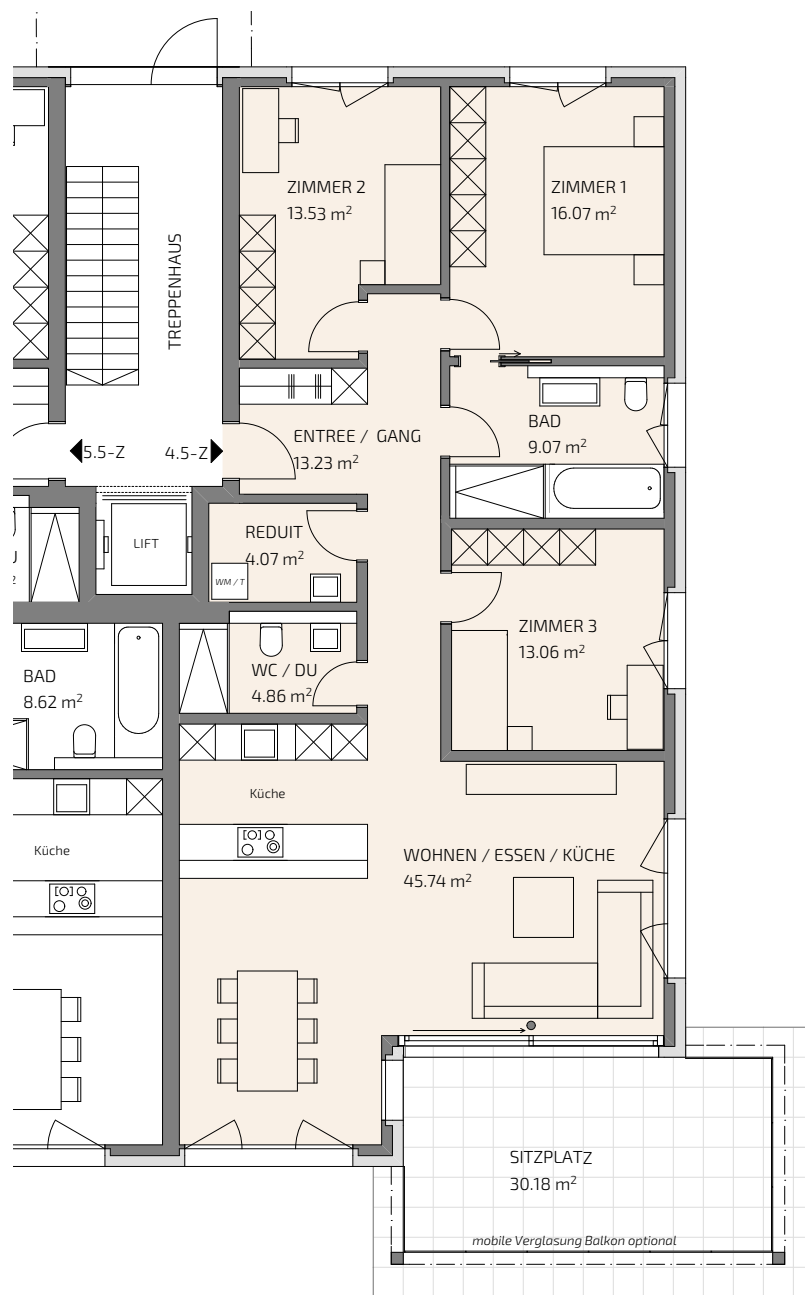 ZIMMER 2
13.53 m²
ZIMMER 1
16.07 m²
TREPPENHAUS
5.5-Z
4.5-Z
ENTREE / GANG
13.23 m²
BAD
9.07 m²
LIFT
REDUIT
4.07 m²
WM / T
ZIMMER 3
13.06 m²
WC / DU
4.86 m²
BAD
8.62 m²
Küche
Küche
WOHNEN / ESSEN / KÜCHE
45.74 m²
SITZPLATZ
30.18 m²
mobile Verglasung Balkon optional